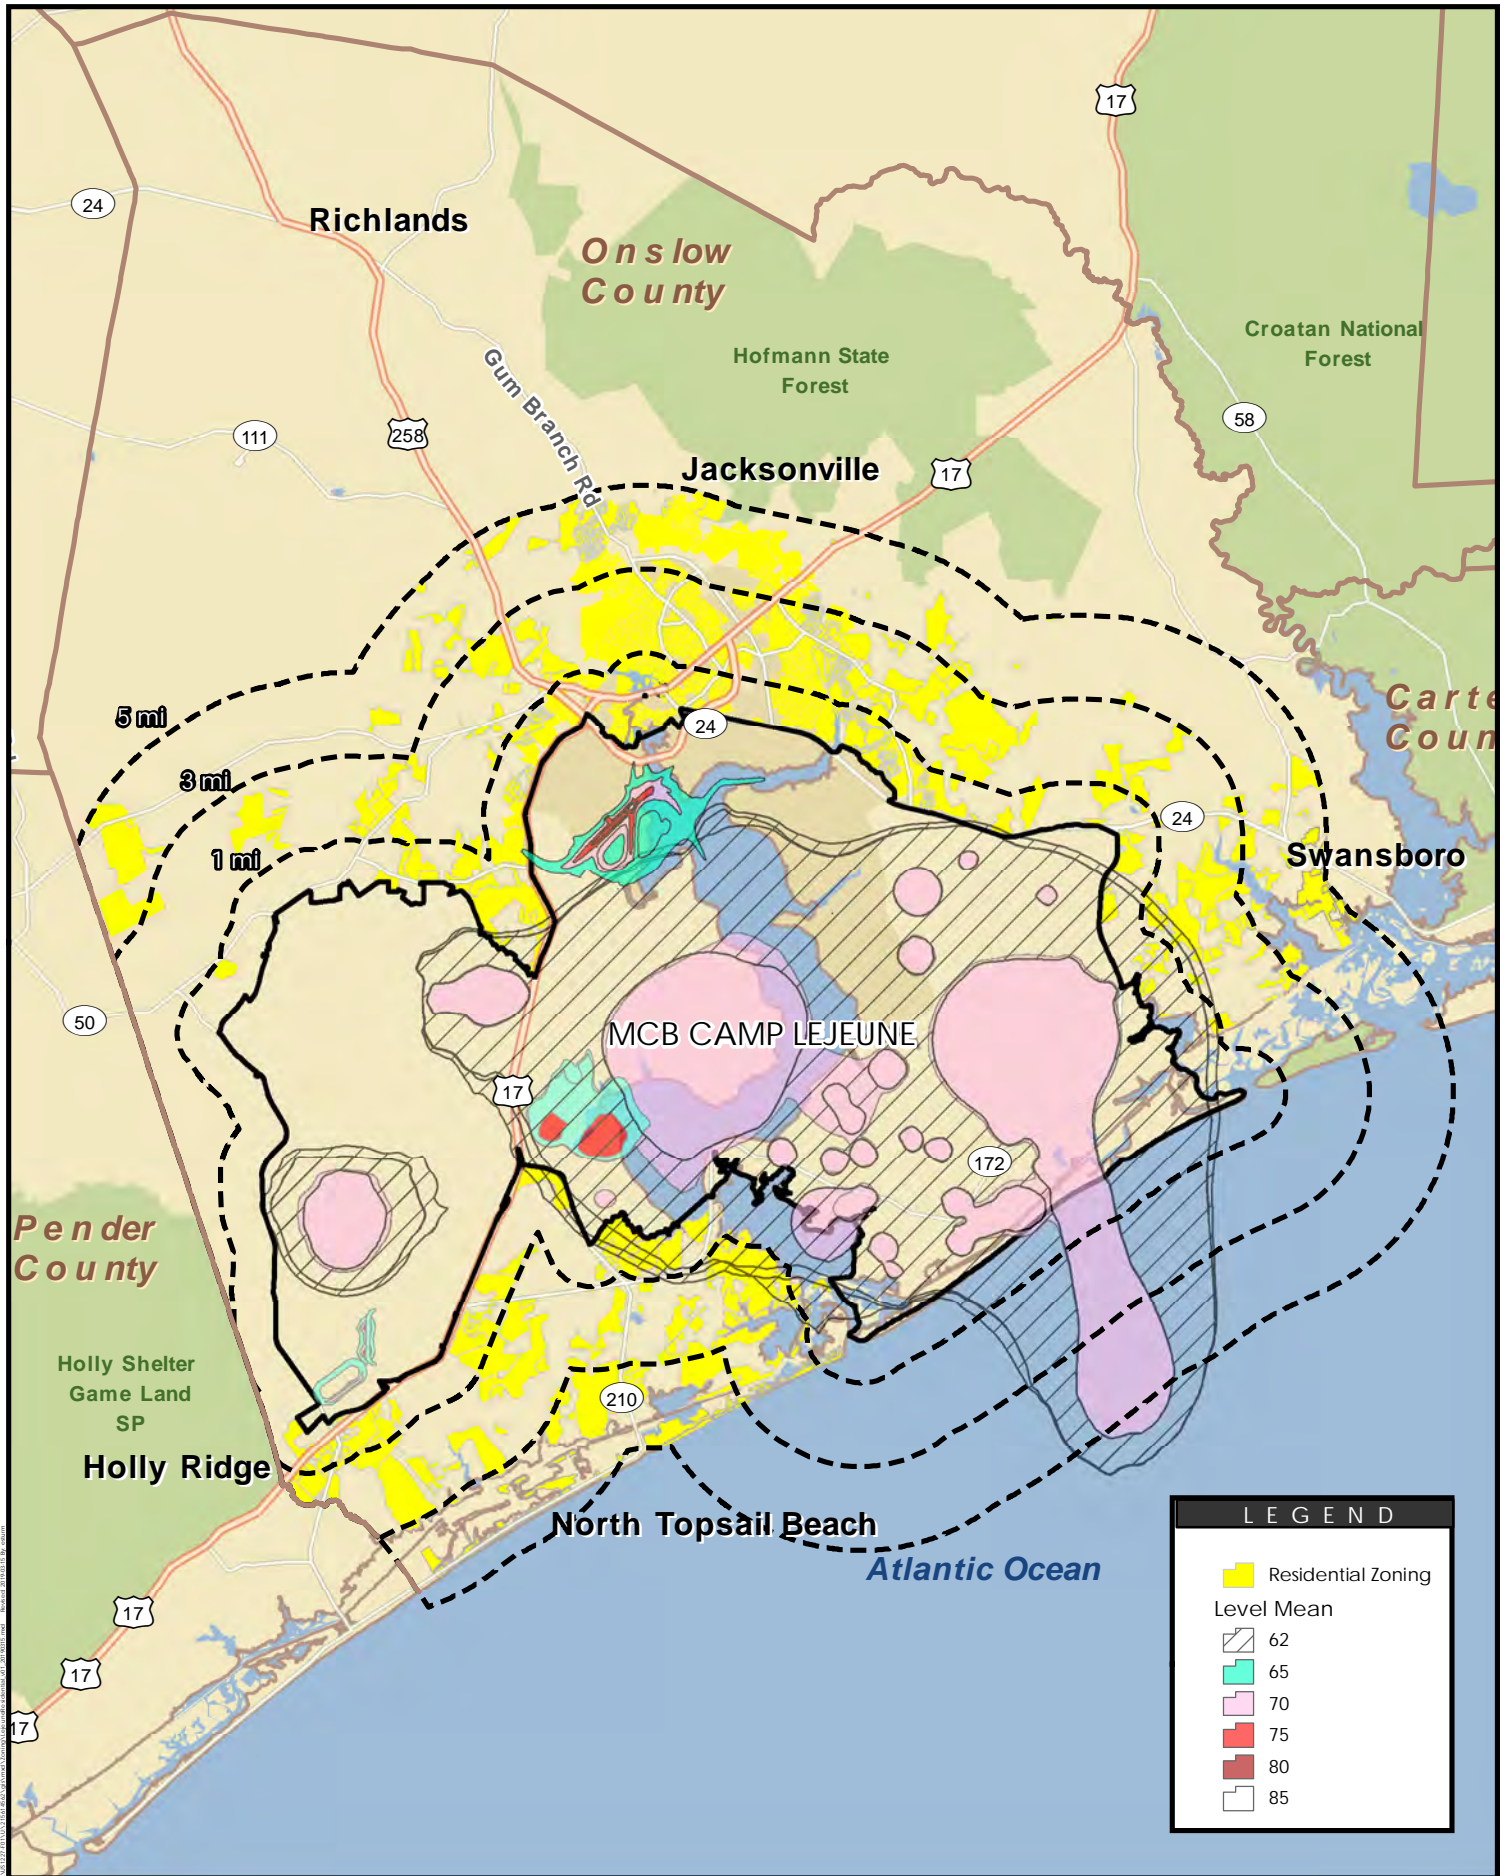 17
24
Richlands
Onslow
County
Croatan National
Forest
Hofmann State
Forest
Gum Branch Rd
58
111
258
Jacksonville
17
Carte
Coun
5 mi
24
3 mi
24
1 mi
Swansboro
50
MCB CAMP LEJEUNE
17
172
Pender
County
Holly Shelter
Game Land
SP
210
Holly Ridge
North Topsail Beach
Atlantic Ocean
17
17
17
LEGEND
Residential Zoning
Level Mean
62
65
70
75
80
85